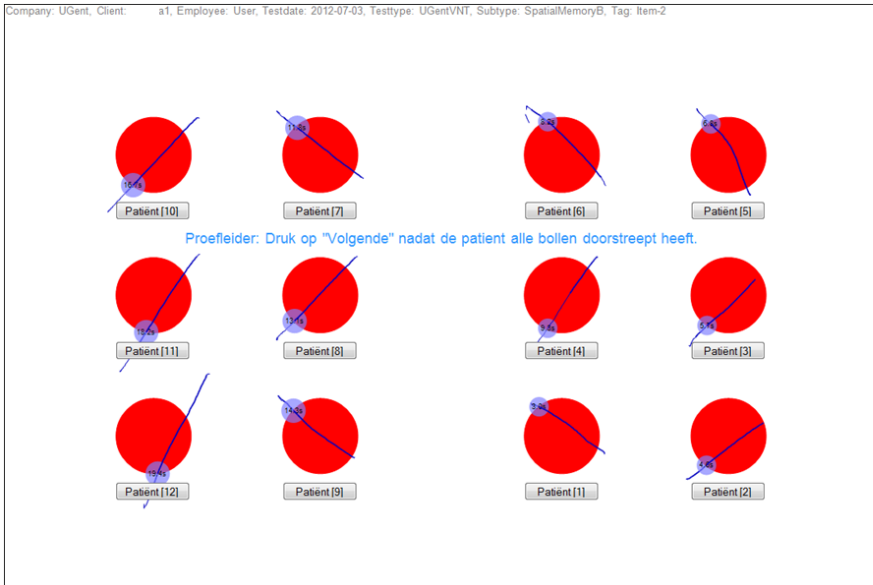 Company: UGent, Client: a1, Employee: User, Testdate: 2012-07-03, Testtype: UGentVNT, Subtype: SpatialMemoryB, Tag: Item-2
Patiënt [10] Patiënt [7] Patiënt [6] Patiënt [5]
Proefleider: Druk op "Volgende" nadat de patient alle bollen doorstreept heeft.
Patiënt [11] Patiënt [8] Patiënt [4] Patiënt [3]
Patiënt [12] Patiënt [9] Patiënt [1] Patiënt [2]